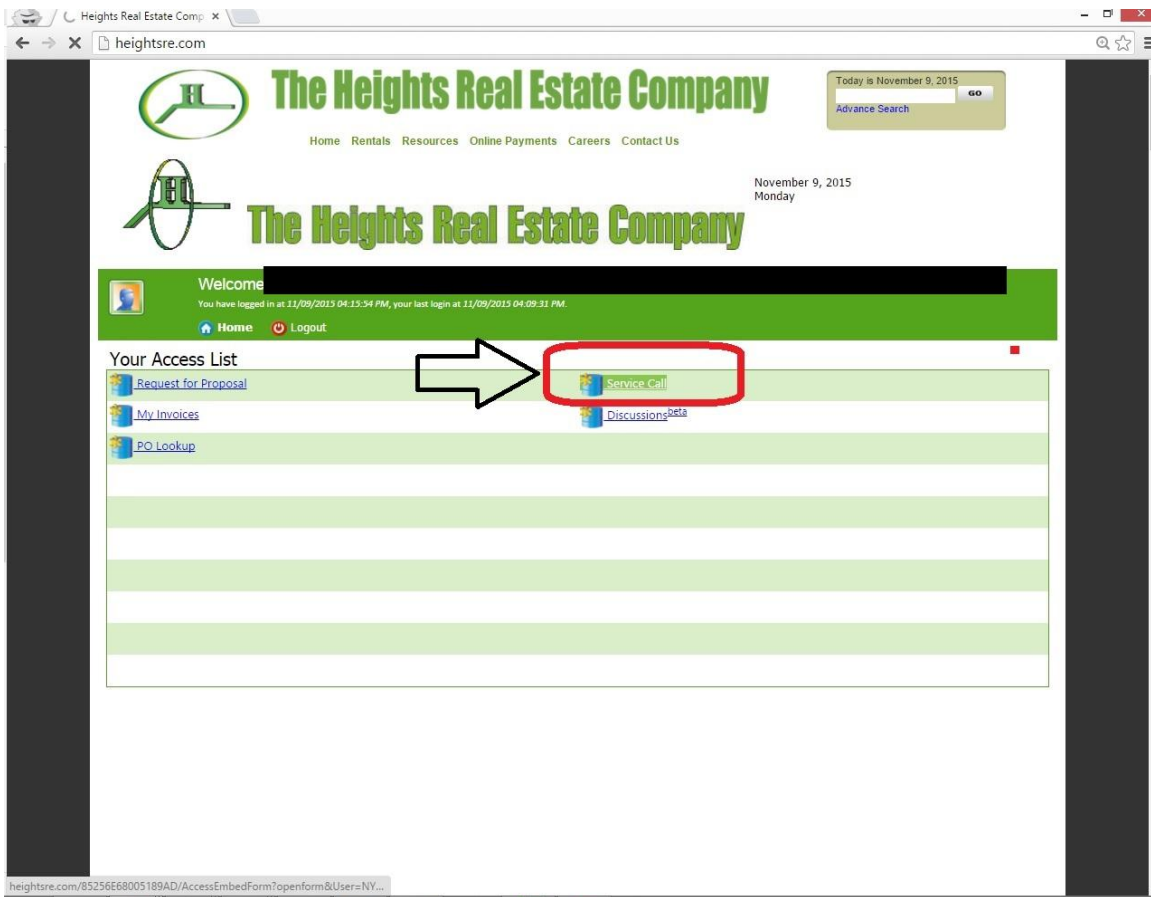 Heights Real Estate Comp
heightsre.com
The Heights Real Estate Company
Today is November 9, 2015
GO
Advance Search
Home Rentals Resources Online Payments Careers Contact Us
H
November 9, 2015
Monday
H
The Heights Real Estate Company
Welcome
You have logged in at 11/09/2015 04:15:54 PM, your last login at 11/09/2015 04:09:31 PM.
Home Logout
Your Access List
Request for Proposal Service Call
My Invoices Discussions beta
PO Lookup
heightsre.com/85256E68005189AD/AccessEmbedForm?openform&User=NY...